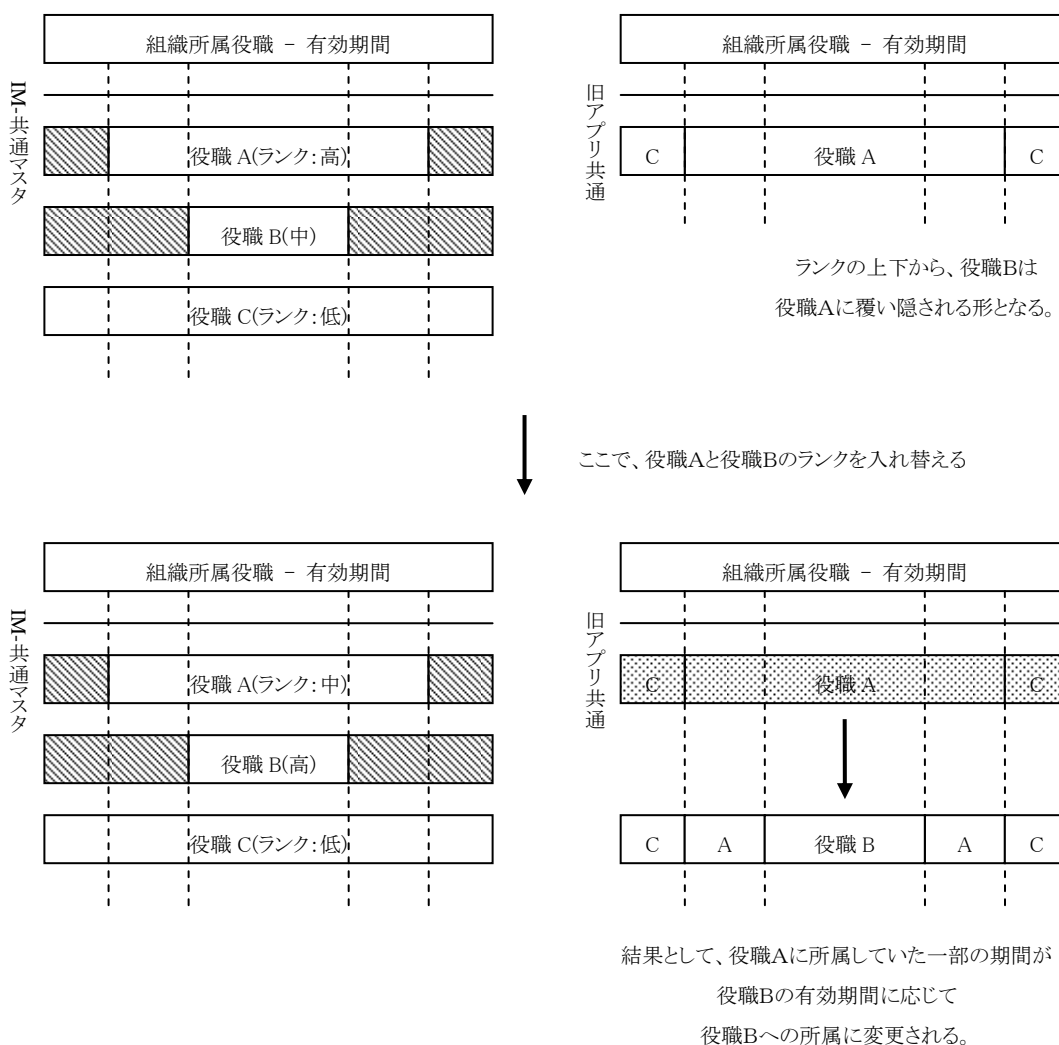 組織所属役職 - 有効期間
IM-共通マスタ
役職 A(ランク:高)
役職 B(中)
役職 C(ランク:低)
組織所属役職 - 有効期間
旧アプリ共通
C
役職 A
C
ランクの上下から、役職Bは
役職Aに覆い隠される形となる。
ここで、役職Aと役職Bのランクを入れ替える
組織所属役職 - 有効期間
IM-共通マスタ
役職 A(ランク:中)
役職 B(高)
役職 C(ランク:低)
組織所属役職 - 有効期間
旧アプリ共通
C
役職 A
C
C
A
役職 B
A
C
結果として、役職Aに所属していた一部の期間が
役職Bの有効期間に応じて
役職Bへの所属に変更される。